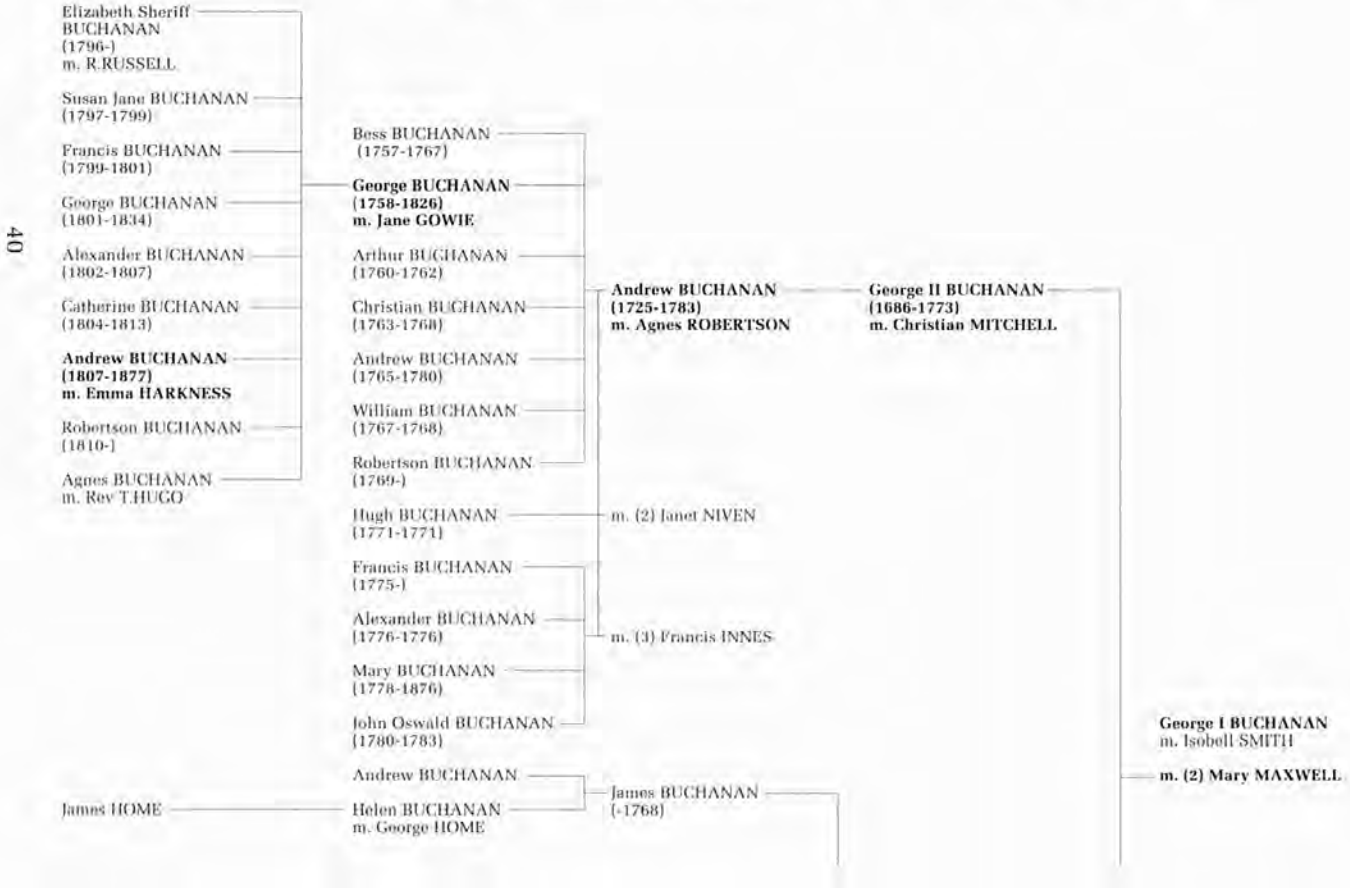 Elizabeth Sheriff
BUCHANAN
(1796-)
m. R.RUSSELL
Susan Jane BUCHANAN
(1797-1799)
Francis BUCHANAN
(1799-1801)
George BUCHANAN
(1801-1834)
Alexander BUCHANAN
(1802-1807)
Catherine BUCHANAN
(1804-1813)
Andrew BUCHANAN
(1807-1877)
m. Emma HARKNESS
Robertson BUCHANAN
(1810-)
Agnes BUCHANAN
m. Rev T.HUGO
James HOME
Bess BUCHANAN
(1757-1767)
George BUCHANAN
(1758-1826)
m. Jane GOWIE
Arthur BUCHANAN
(1760-1762)
Christian BUCHANAN
(1763-1768)
Andrew BUCHANAN
(1765-1780)
William BUCHANAN
(1767-1768)
Robertson BUCHANAN
(1769-)
Hugh BUCHANAN
(1771-1771)
Francis BUCHANAN
(1775-)
Alexander BUCHANAN
(1776-1776)
Mary BUCHANAN
(1778-1876)
John Oswald BUCHANAN
(1780-1783)
Andrew BUCHANAN
Helen BUCHANAN
m. George HOME
Andrew BUCHANAN
(1725-1783)
m. Agnes ROBERTSON
m. (2) Janet NIVEN
m. (3) Francis INNES
James BUCHANAN
(-1768)
George II BUCHANAN
(1686-1773)
m. Christian MITCHELL
George I BUCHANAN
m. Isobell SMITH
m. (2) Mary MAXWELL
40